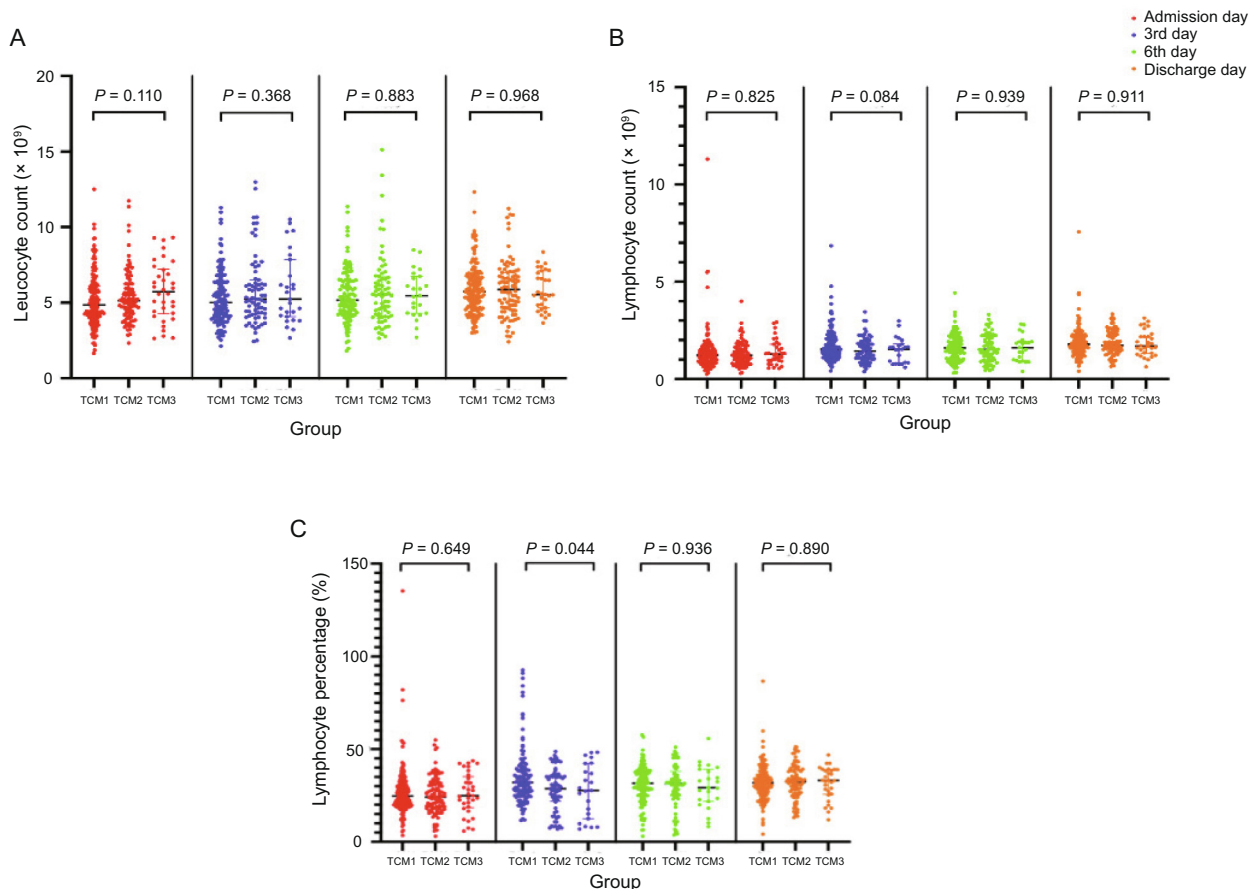 Admission day
3rd day
6th day
Discharge day
A
B
P = 0.110
P = 0.368
P = 0.883
P = 0.968
20
15
10
5
0
Leucocyte count (× 10⁹)
TCM1 TCM2 TCM3 TCM1 TCM2 TCM3 TCM1 TCM2 TCM3 TCM1 TCM2 TCM3
Group
P = 0.825
P = 0.084
P = 0.939
P = 0.911
15
10
5
0
Lymphocyte count (× 10⁹)
TCM1 TCM2 TCM3 TCM1 TCM2 TCM3 TCM1 TCM2 TCM3 TCM1 TCM2 TCM3
Group
C
P = 0.649
P = 0.044
P = 0.936
P = 0.890
150
100
50
0
Lymphocyte percentage (%)
TCM1 TCM2 TCM3 TCM1 TCM2 TCM3 TCM1 TCM2 TCM3 TCM1 TCM2 TCM3
Group